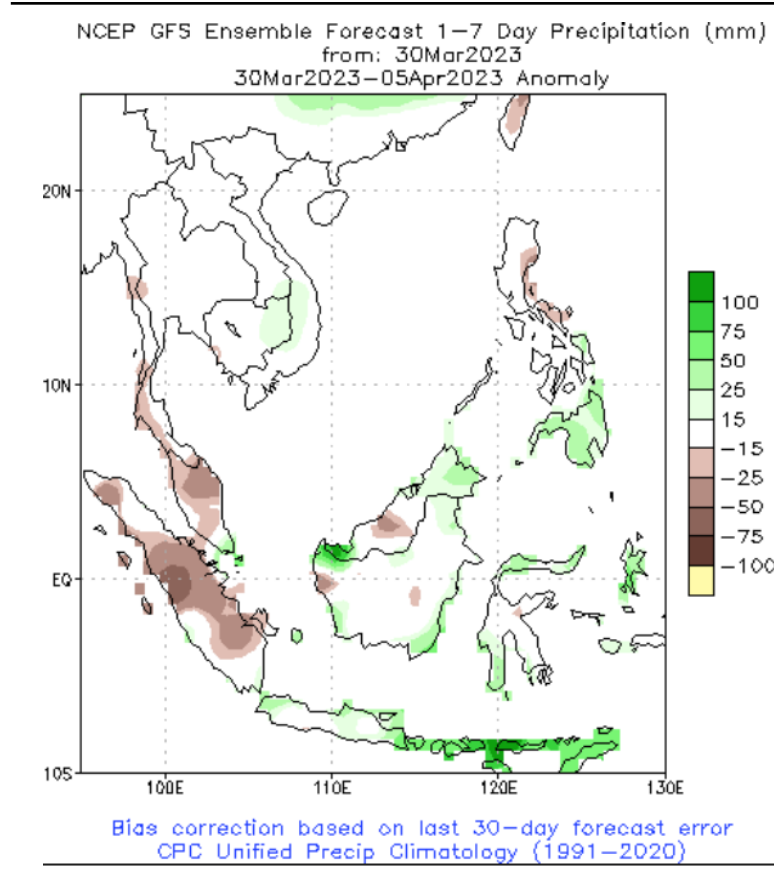 NCEP GFS Ensemble Forecast 1−7 Day Precipitation (mm)
from: 30Mar2023
30Mar2023−05Apr2023 Anomaly
20N
10N
EQ
10S
100E
110E
120E
130E
100
75
50
25
15
−15
−25
−50
−75
−100
Bias correction based on last 30−day forecast error
CPC Unified Precip Climatology (1991−2020)